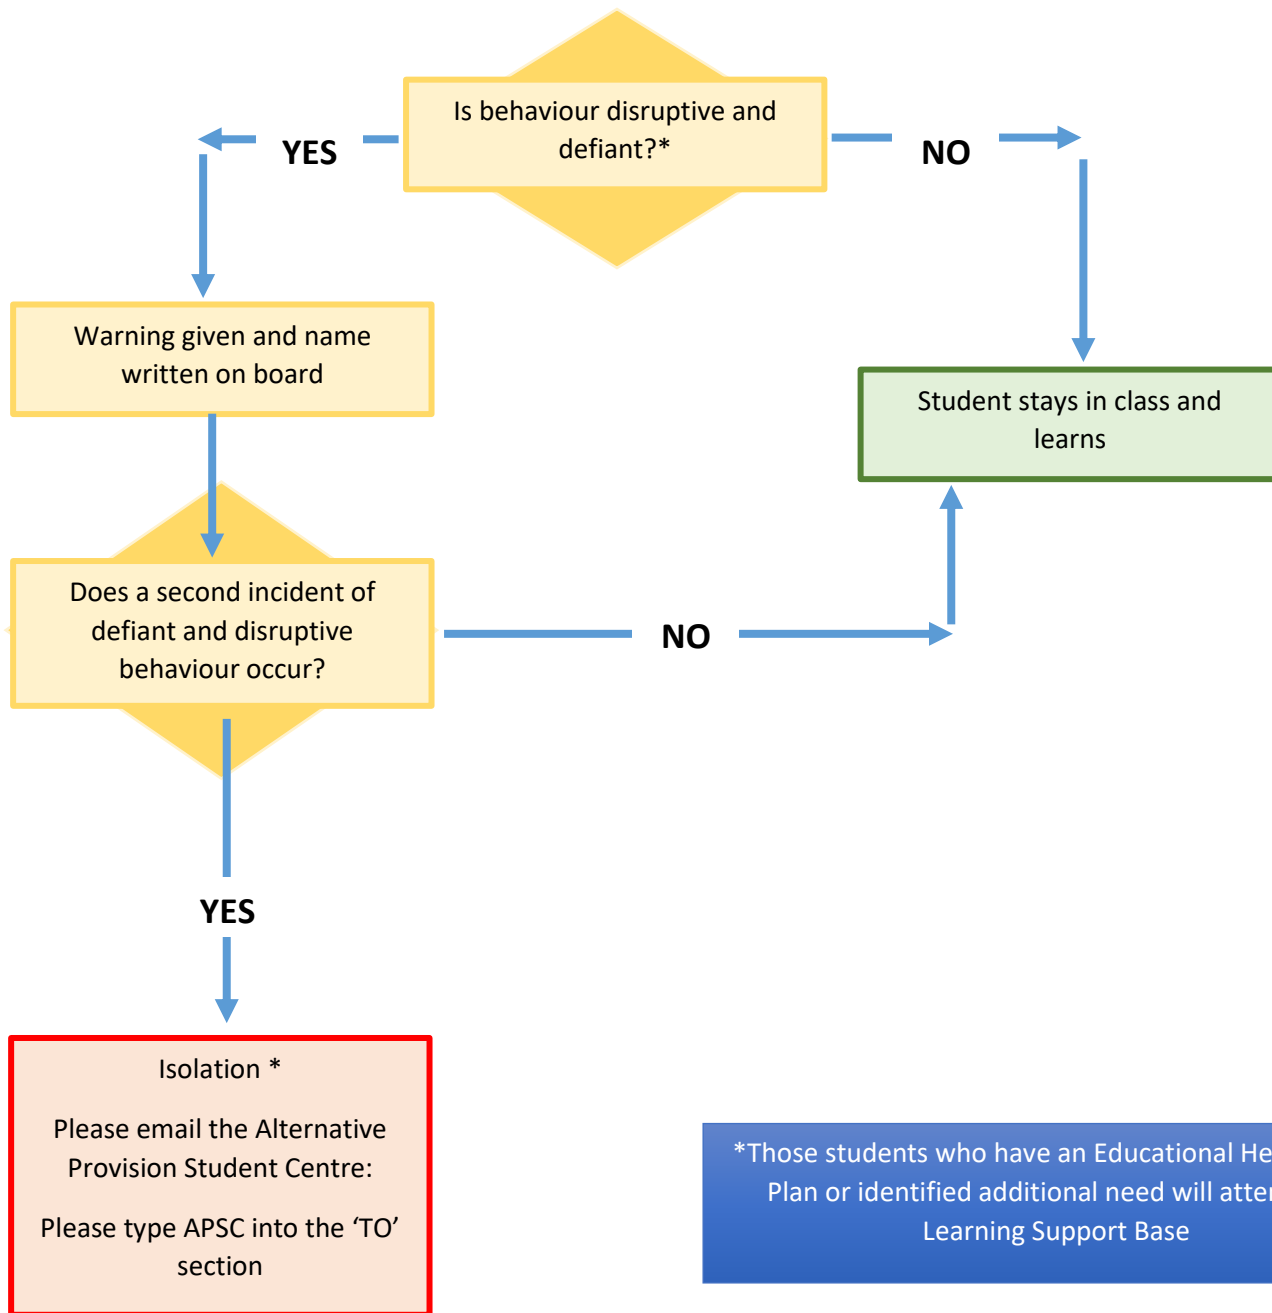 Is behaviour disruptive and
defiant?*
YES
NO
Warning given and name
written on board
Student stays in class and
learns
Does a second incident of
defiant and disruptive
behaviour occur?
NO
YES
Isolation *
Please email the Alternative
Provision Student Centre:
Please type APSC into the ‘TO’
section
*Those students who have an Educational
Plan or identified additional need will
Learning Support Base